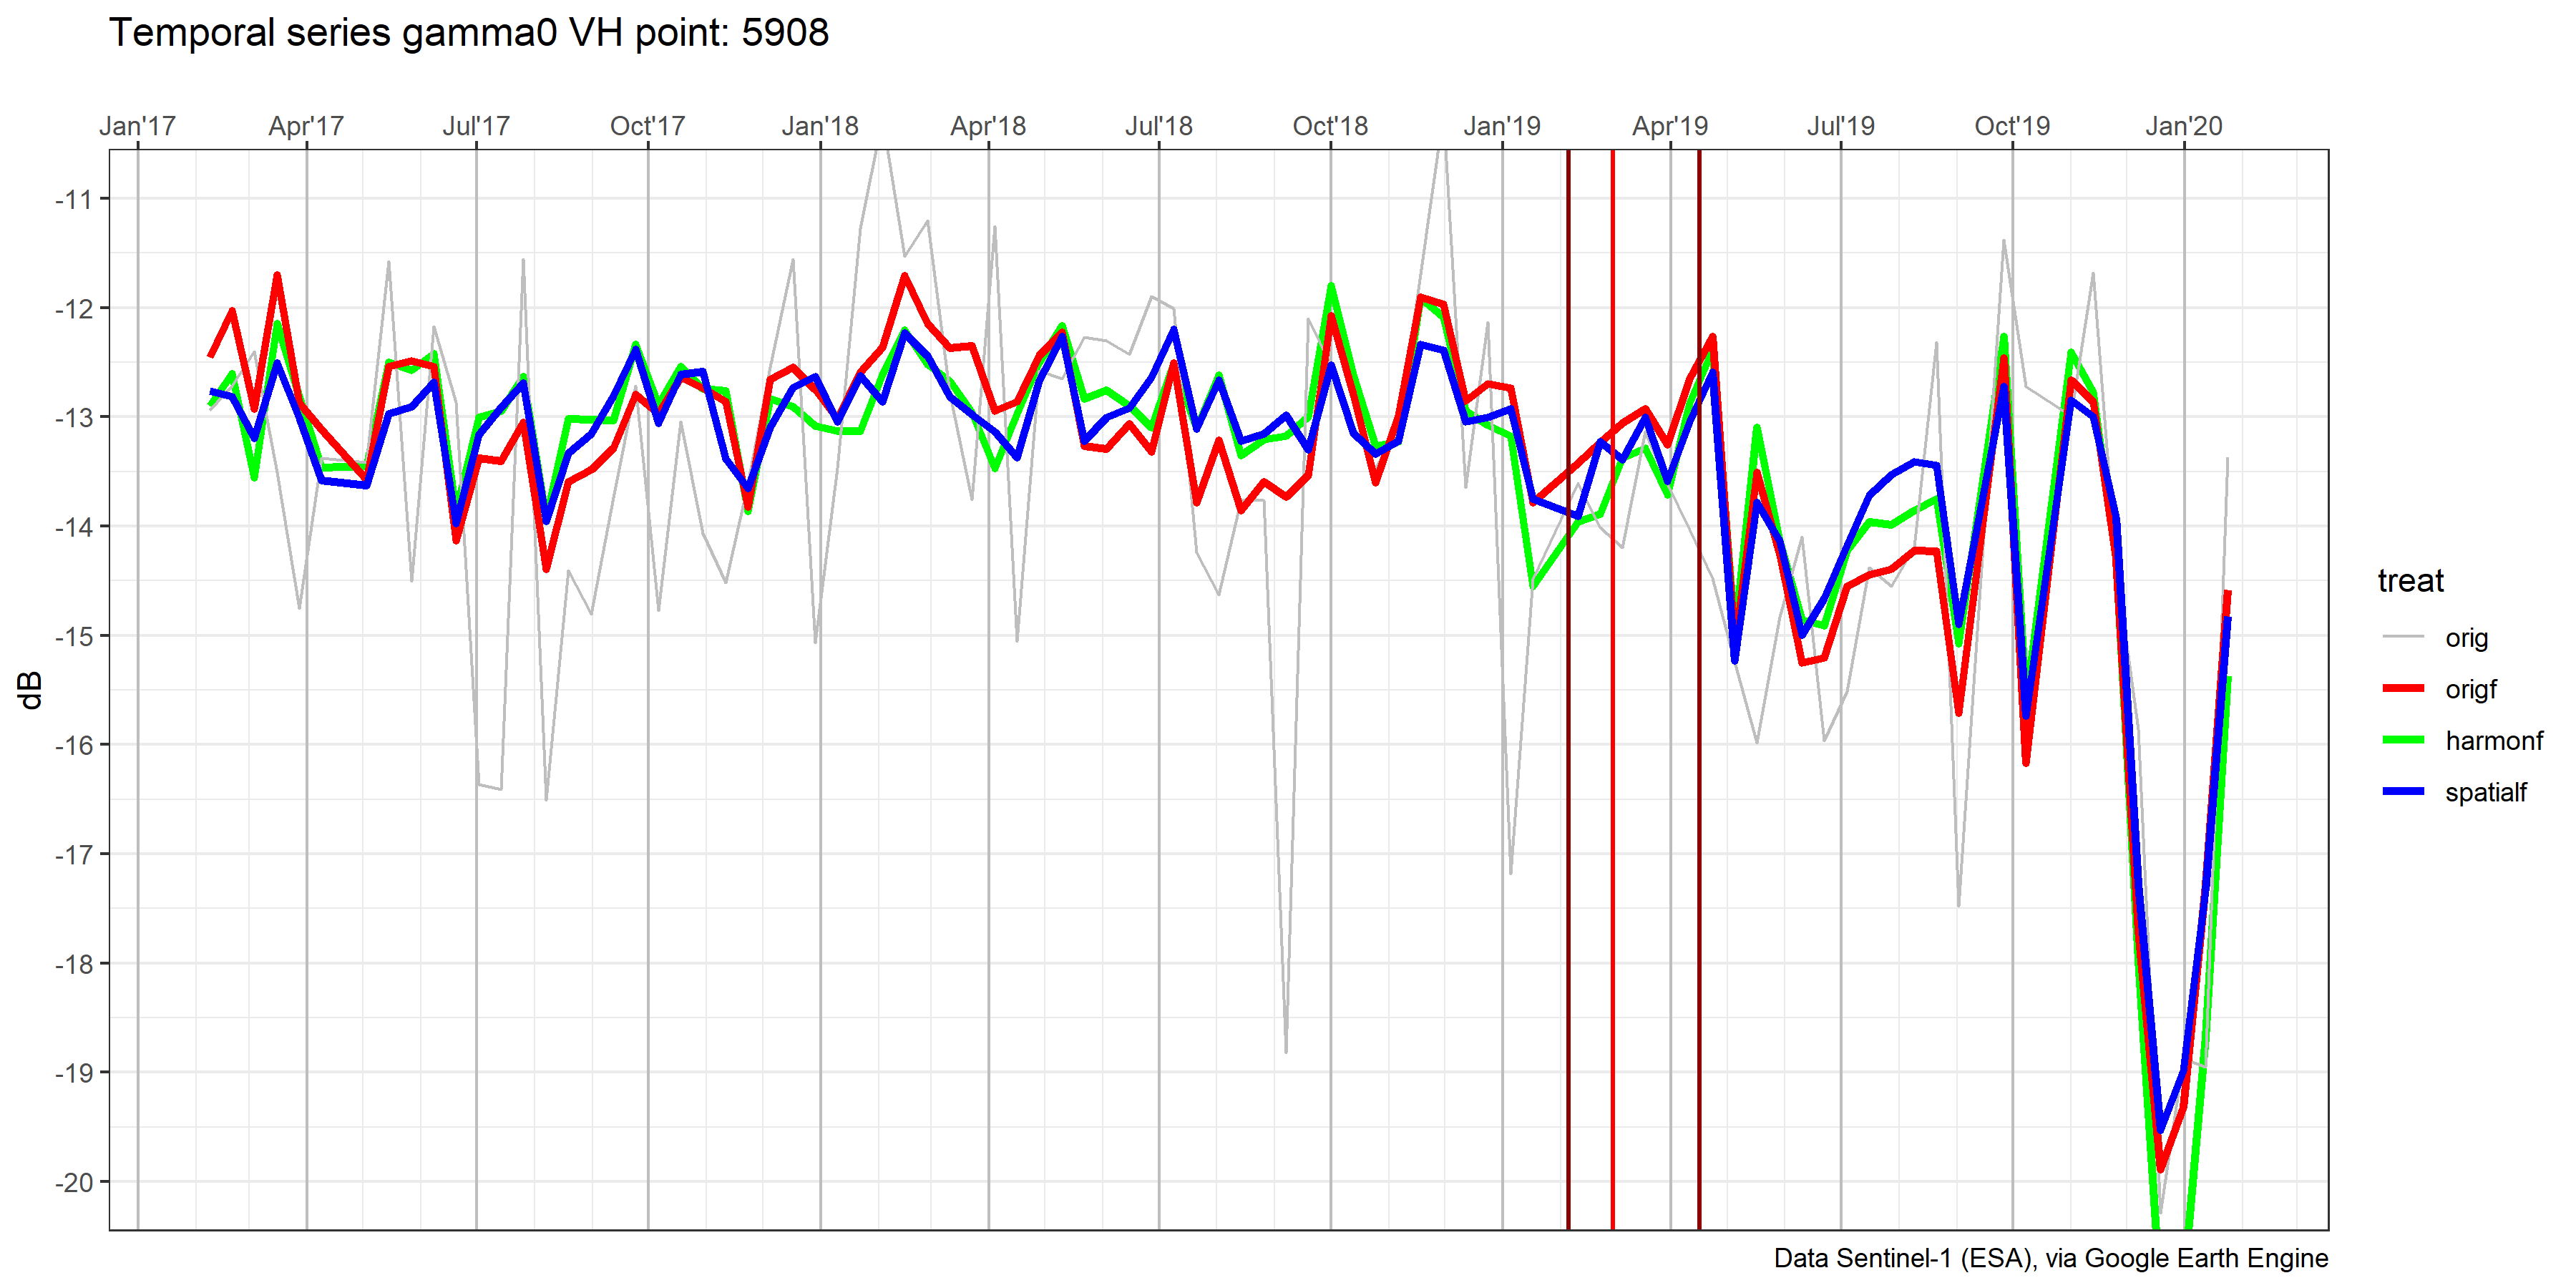 Temporal series gamma0 VH point: 5908
Jan'17 Apr'17 Jul'17 Oct'17 Jan'18 Apr'18 Jul'18 Oct'18 Jan'19 Apr'19 Jul'19 Oct'19 Jan'20
-11
-12
-13
-14
-15
-16
-17
-18
-19
-20
dB
treat
orig
origf
harmonf
spatialf
Data Sentinel-1 (ESA), via Google Earth Engine